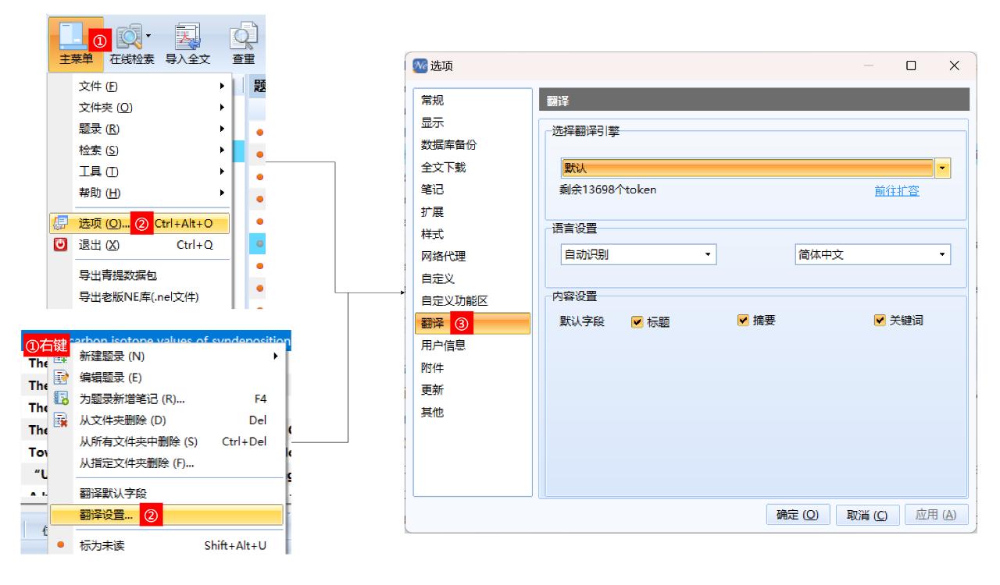 主菜单
①
在线检索
导入全文
查重
文件 (F)
文件夹 (O)
题录 (R)
检索 (S)
工具 (T)
帮助 (H)
选项 (O)... ② Ctrl+Alt+O
退出 (X) Ctrl+Q
导出青提数据包
导出老版NE库(.nel文件)
题
①右键
carbon isotope values of syndeposition
The
The
The
The
新建题录 (N)
编辑题录 (E)
为题录新增笔记 (R)... F4
从文件夹删除 (D) Del
从所有文件夹中删除 (S) Ctrl+Del
从指定文件夹删除 (F)...
翻译默认字段
翻译设置... ②
标为未读 Shift+Alt+U
Ne 选项
常规
显示
数据库备份
全文下载
笔记
扩展
样式
网络代理
自定义
自定义功能区
翻译 ③
用户信息
附件
更新
其他
翻译
选择翻译引擎
默认
剩余13698个token 前往扩容
语言设置
自动识别 简体中文
内容设置
默认字段 标题 摘要 关键词
确定 (O) 取消 (C) 应用 (A)